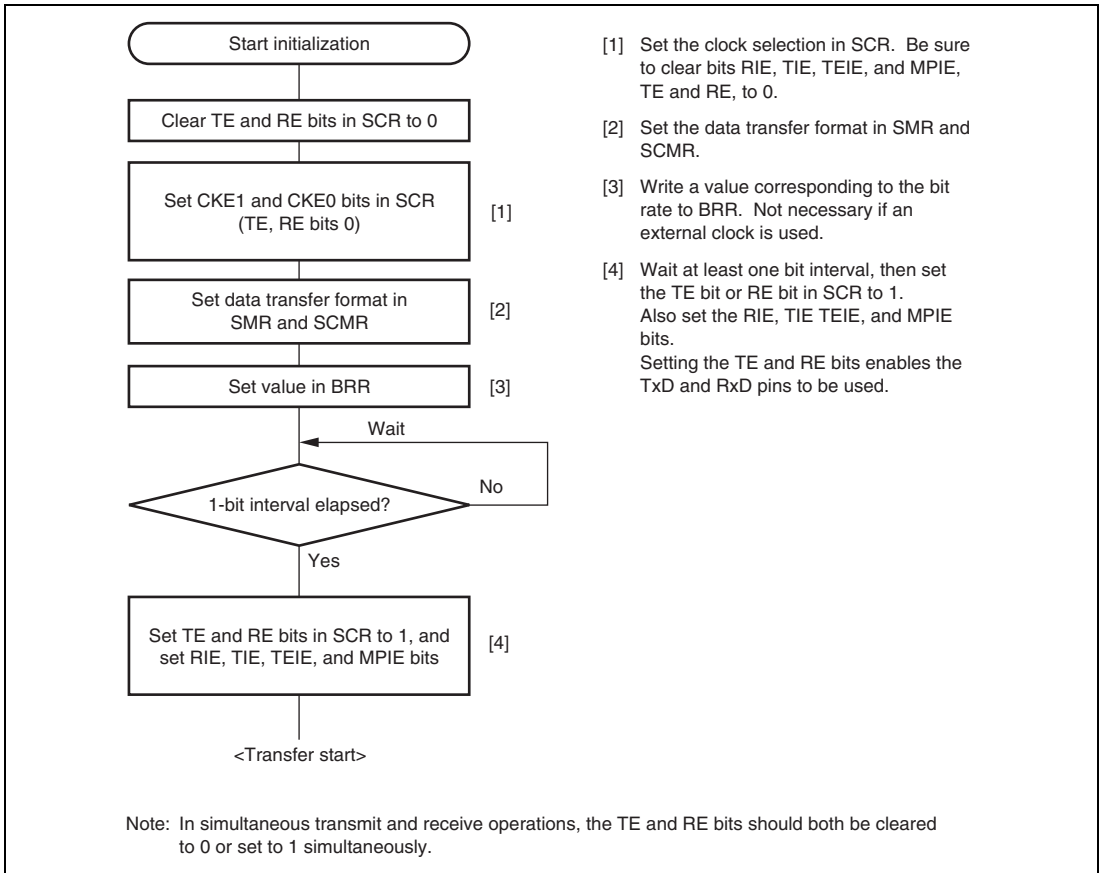 Start initialization
Clear TE and RE bits in SCR to 0
Set CKE1 and CKE0 bits in SCR
(TE, RE bits 0)
[1]
Set data transfer format in
SMR and SCMR
[2]
Set value in BRR
[3]
Wait
No
1-bit interval elapsed?
Yes
Set TE and RE bits in SCR to 1, and
set RIE, TIE, TEIE, and MPIE bits
[4]
<Transfer start>
[1] Set the clock selection in SCR. Be sure
to clear bits RIE, TIE, TEIE, and MPIE,
TE and RE, to 0.
[2] Set the data transfer format in SMR and
SCMR.
[3] Write a value corresponding to the bit
rate to BRR. Not necessary if an
external clock is used.
[4] Wait at least one bit interval, then set
the TE bit or RE bit in SCR to 1.
Also set the RIE, TIE TEIE, and MPIE
bits.
Setting the TE and RE bits enables the
TxD and RxD pins to be used.
Note: In simultaneous transmit and receive operations, the TE and RE bits should both be cleared
to 0 or set to 1 simultaneously.